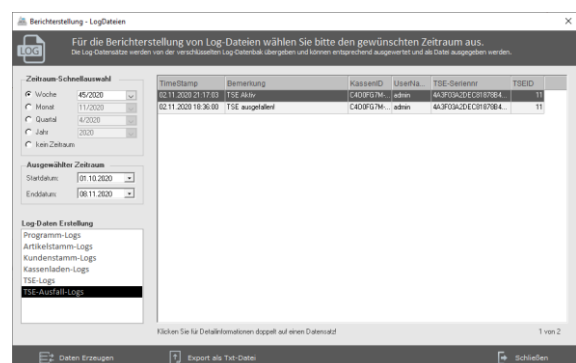 Berichterstellung - LogDateien
LOG
Für die Berichterstellung von Log-Dateien wählen Sie bitte den gewünschten Zeitraum aus.
Die Log-Datensätze werden von der verschlüsselten Log-Datenbak übergeben und können entsprechend ausgewertet und als Datei ausgegeben werden.
Zeitraum-Schnellauswahl
Woche 45/2020
Monat 11/2020
Quartal 4/2020
Jahr 2020
kein Zeitraum
Ausgewählter Zeitraum
Startdatum: 01.10.2020
Enddatum: 08.11.2020
Log-Daten Erstellung
Programm-Logs
Artikelstamm-Logs
Kundenstamm-Logs
Kassenladen-Logs
TSE-Logs
TSE-Ausfall-Logs
TimeStamp Bemerkung KassenID UserNa... TSE-Seriennr TSEID
02.11.2020 21:17:03 TSE Aktiv admin 11
02.11.2020 18:36:00 TSE ausgefallen! admin 11
Klicken Sie für Detailinformationen doppelt auf einen Datensatz!
1 von 2
Daten Erzeugen
Export als Txt-Datei
Schließen